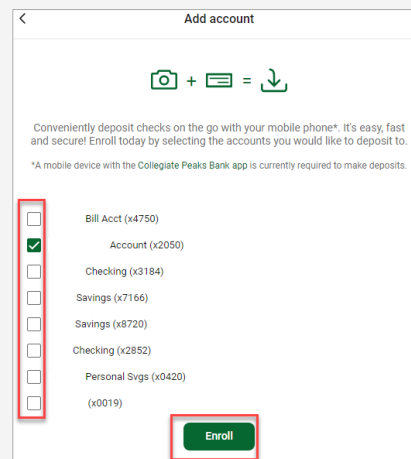 Add account
+ =
Conveniently deposit checks on the go with your mobile phone*. It's easy, fast
and secure! Enroll today by selecting the accounts you would like to deposit to.
*A mobile device with the Collegiate Peaks Bank app is currently required to make deposits.
Bill Acct (x4750)
Account (x2050)
Checking (x3184)
Savings (x7166)
Savings (x8720)
Checking (x2852)
Personal Svgs (x0420)
(x0019)
Enroll